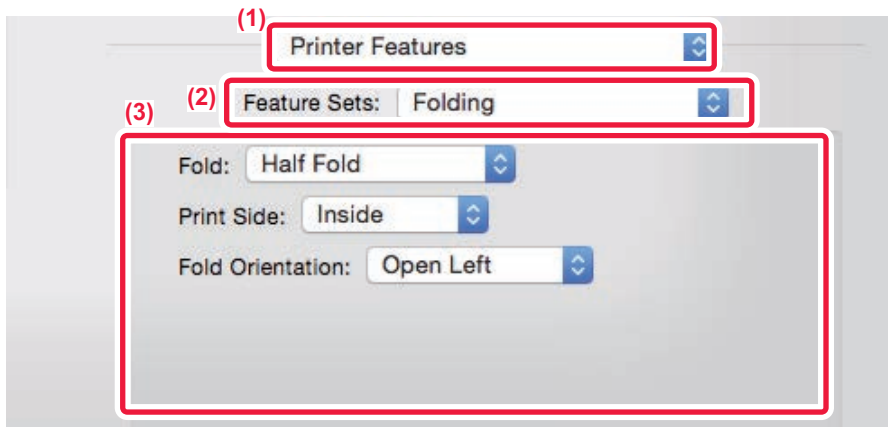 (1)
Printer Features
(2)
Feature Sets: Folding
(3)
Fold: Half Fold
Print Side: Inside
Fold Orientation: Open Left